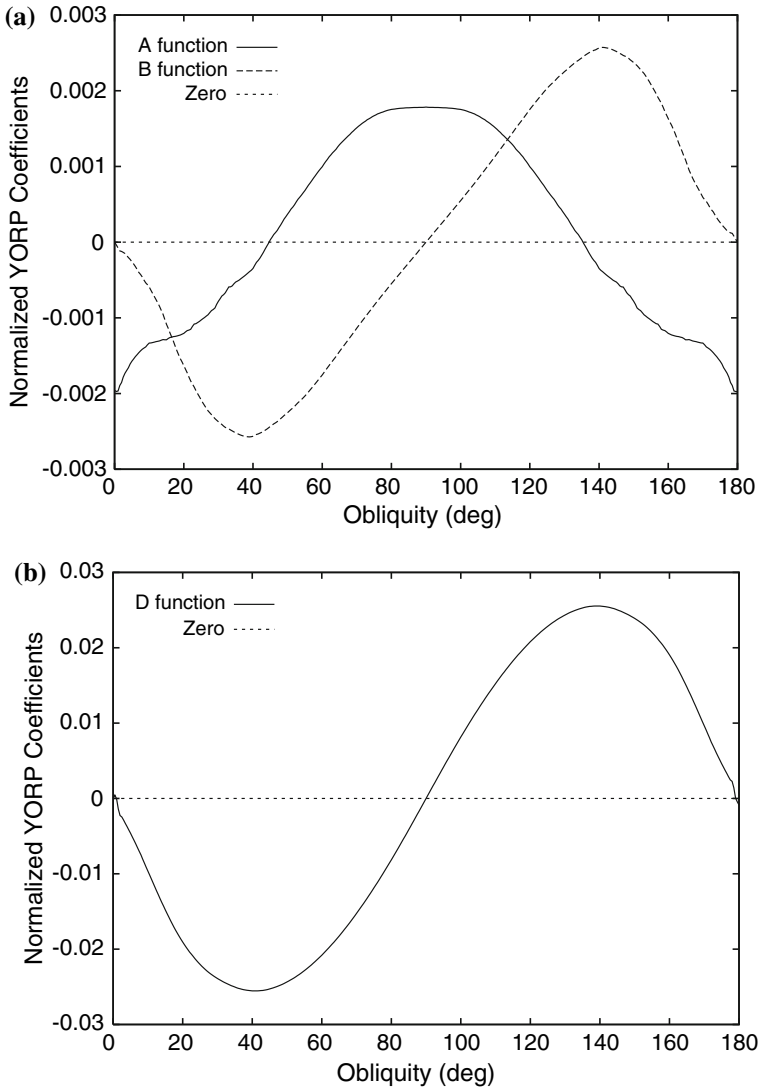 (a)
Normalized YORP Coefficients
0.003
0.002
0.001
0
-0.001
-0.002
-0.003
A function
B function
Zero
0 20 40 60 80 100 120 140 160 180
Obliquity (deg)
(b)
Normalized YORP Coefficients
0.03
0.02
0.01
0
-0.01
-0.02
-0.03
D function
Zero
0 20 40 60 80 100 120 140 160 180
Obliquity (deg)